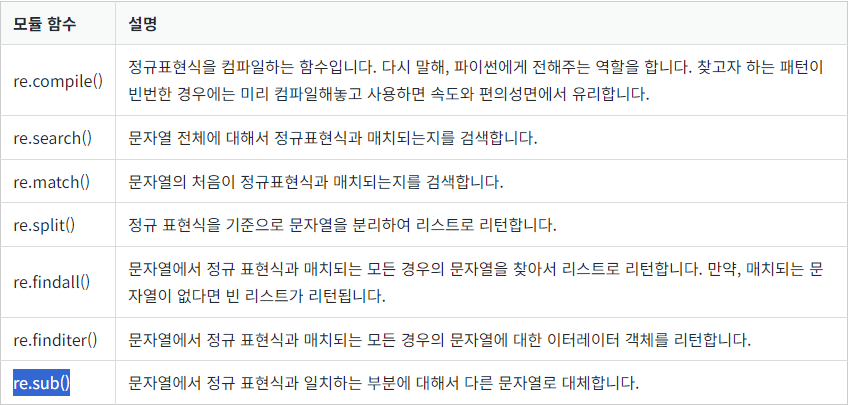 모듈 함수 설명
re.compile() 정규표현식을 컴파일하는 함수입니다. 다시 말해, 파이썬에게 전해주는 역할을 합니다. 찾고자 하는 패턴이
빈번한 경우에는 미리 컴파일해놓고 사용하면 속도와 편의성면에서 유리합니다.
re.search() 문자열 전체에 대해서 정규표현식과 매치되는지를 검색합니다.
re.match() 문자열의 처음이 정규표현식과 매치되는지를 검색합니다.
re.split() 정규 표현식을 기준으로 문자열을 분리하여 리스트로 리턴합니다.
re.findall() 문자열에서 정규 표현식과 매치되는 모든 경우의 문자열을 찾아서 리스트로 리턴합니다. 만약, 매치되는 문
자열이 없다면 빈 리스트가 리턴됩니다.
re.finditer() 문자열에서 정규 표현식과 매치되는 모든 경우의 문자열에 대한 이터레이터 객체를 리턴합니다.
re.sub() 문자열에서 정규 표현식과 일치하는 부분에 대해서 다른 문자열로 대체합니다.